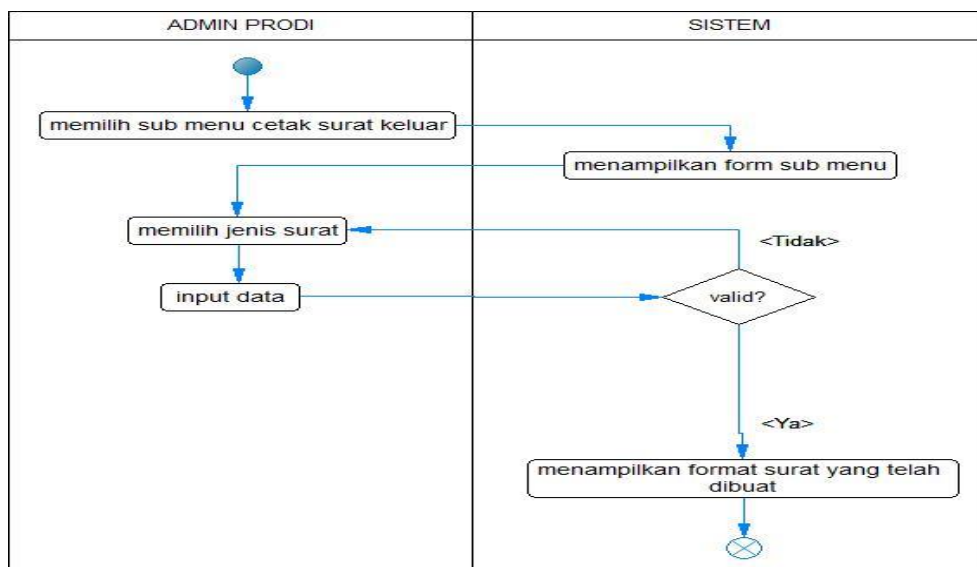 ADMIN PRODI
SISTEM
memilih sub menu cetak surat keluar
menampilkan form sub menu
memilih jenis surat
<Tidak>
input data
valid?
<Ya>
menampilkan format surat yang telah
dibuat